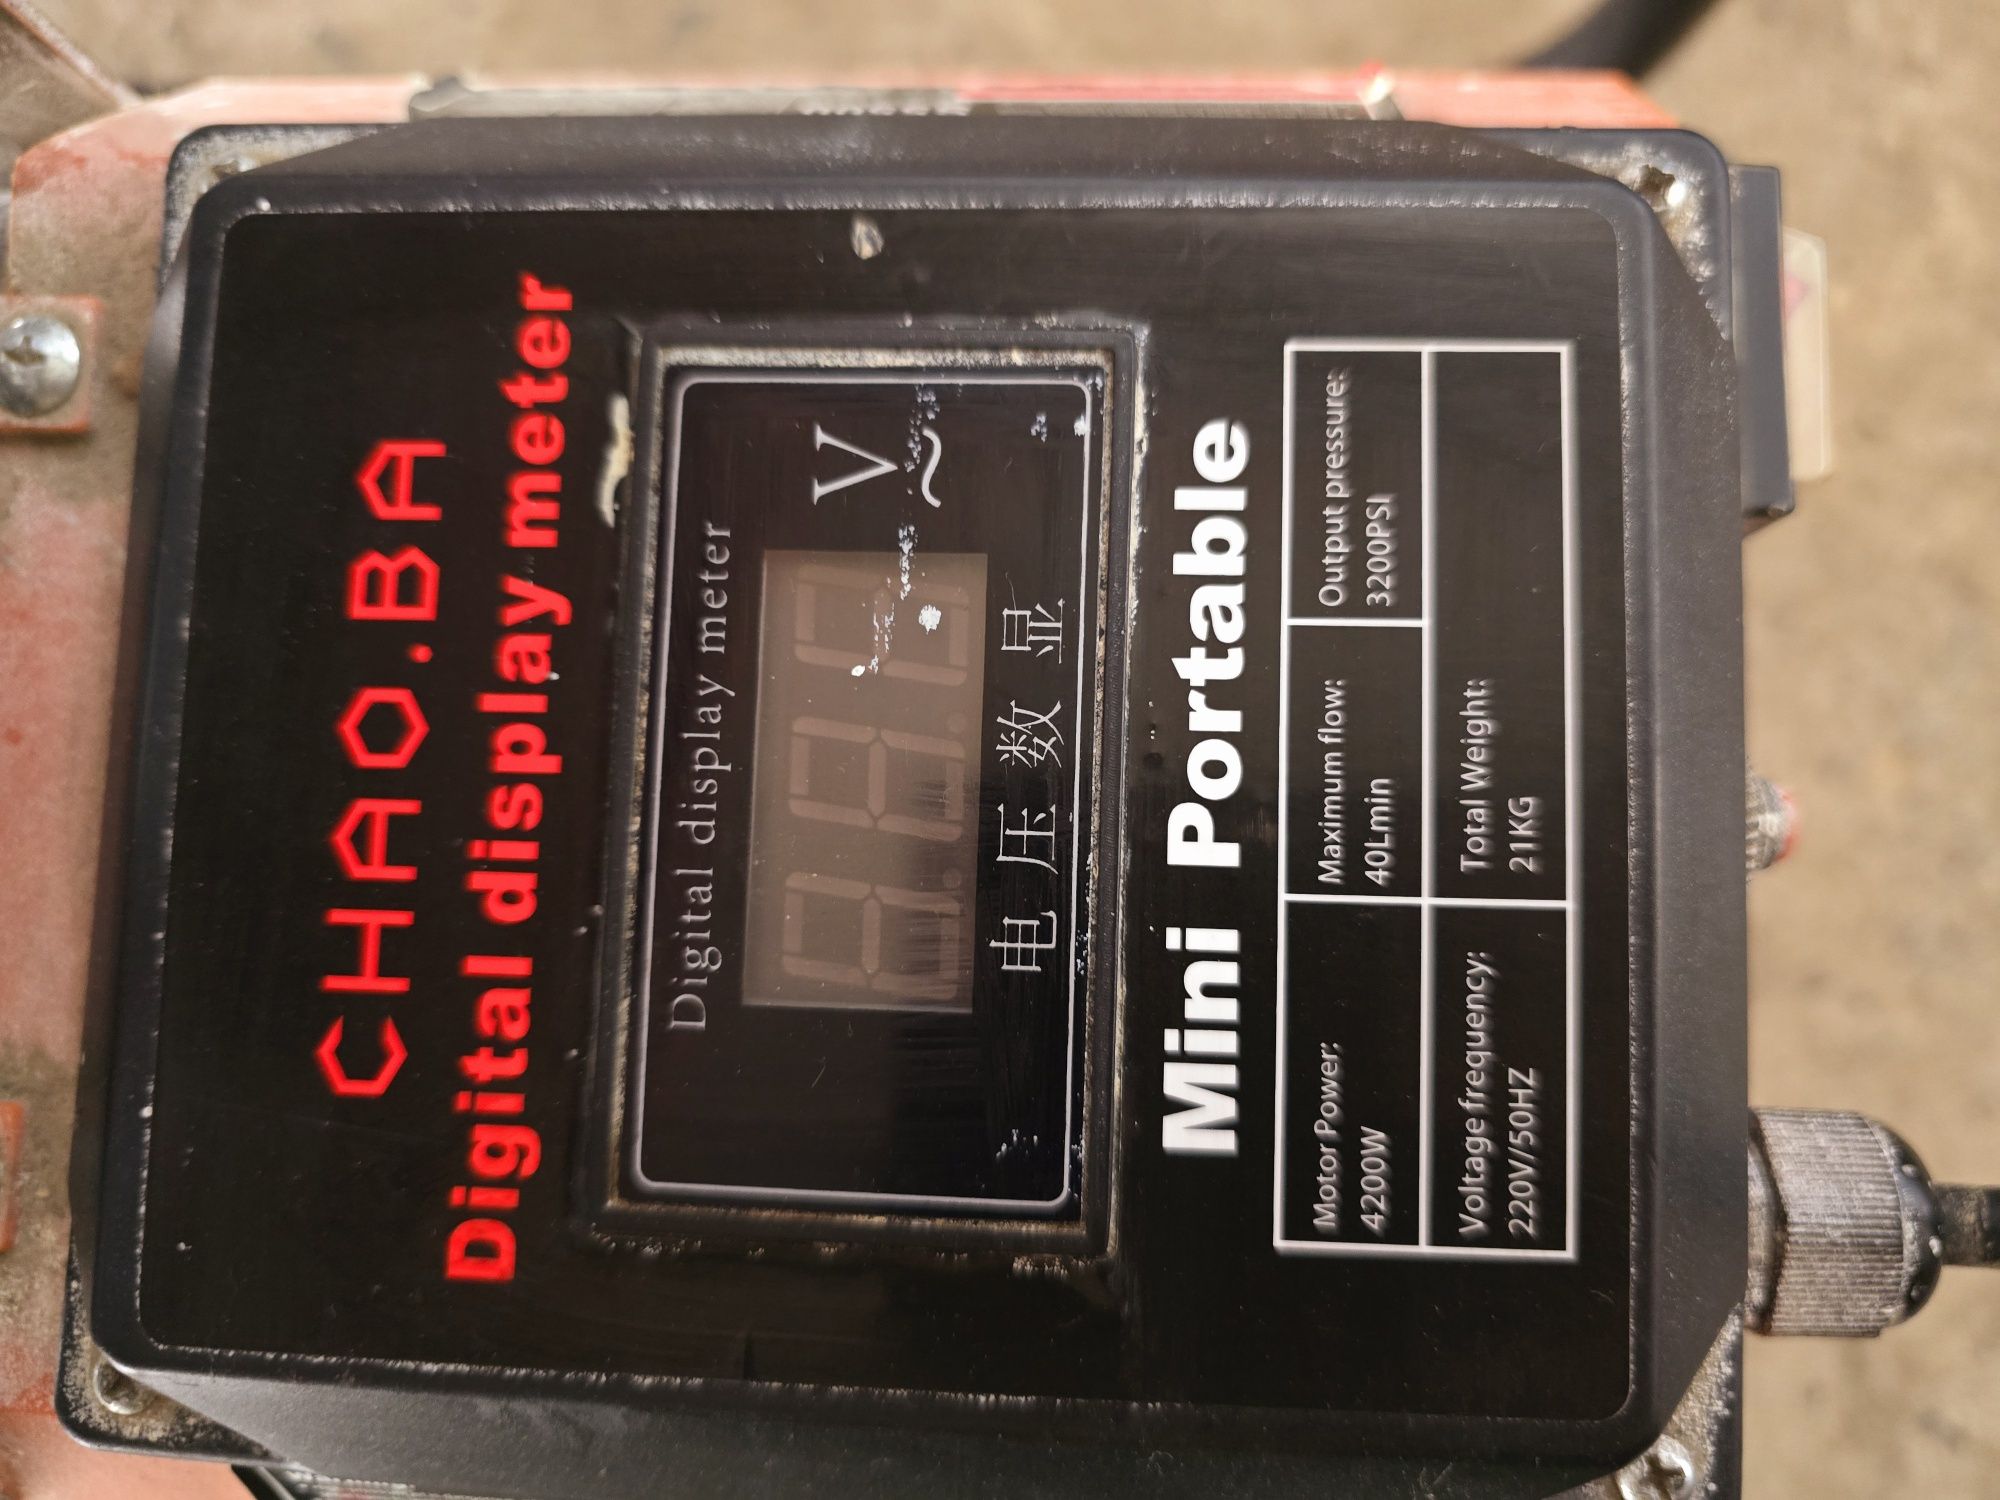 CHAO.BA
Digital display meter
Digital display meter
V
~
电压数显
Mini Portable
Motor Power:
4200W
Maximum flow:
40Lmin
Output pressure:
3200PSI
Voltage frequency:
220V/50HZ
Total Weight:
21KG